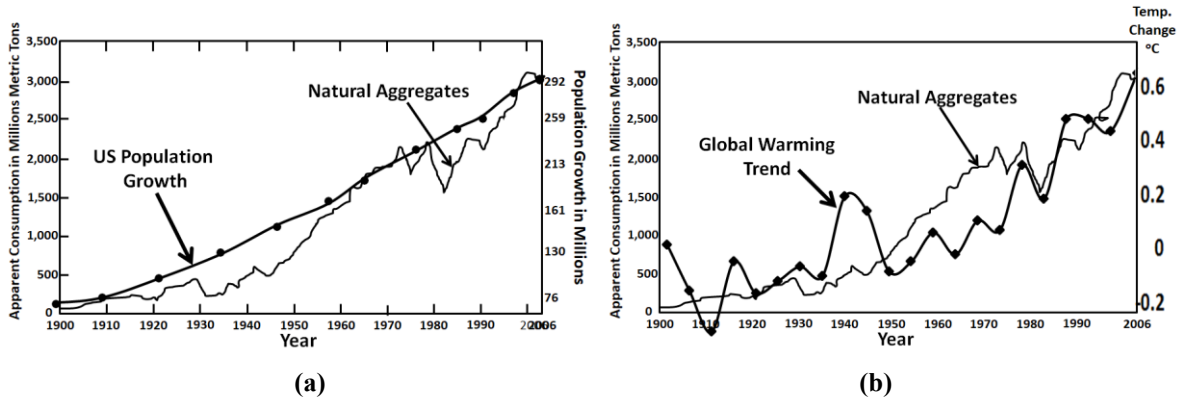 Apparent Consumption in Millions Metric Tons
3,500
3,000
2,500
2,000
1,500
1,000
500
0
Natural Aggregates
US Population
Growth
292
259
213
161
130
76
Population Growth in Millions
1900 1910 1920 1930 1940 1950 1960 1970 1980 1990 2006
Year
(a)
Temp.
Change
°C
Apparent Consumption in Millions Metric Tons
3,500
3,000
2,500
2,000
1,500
1,000
500
0
Natural Aggregates
Global Warming
Trend
0.6
0.4
0.2
0
0.2
1900 1910 1920 1930 1940 1950 1960 1970 1980 1990 2006
Year
(b)